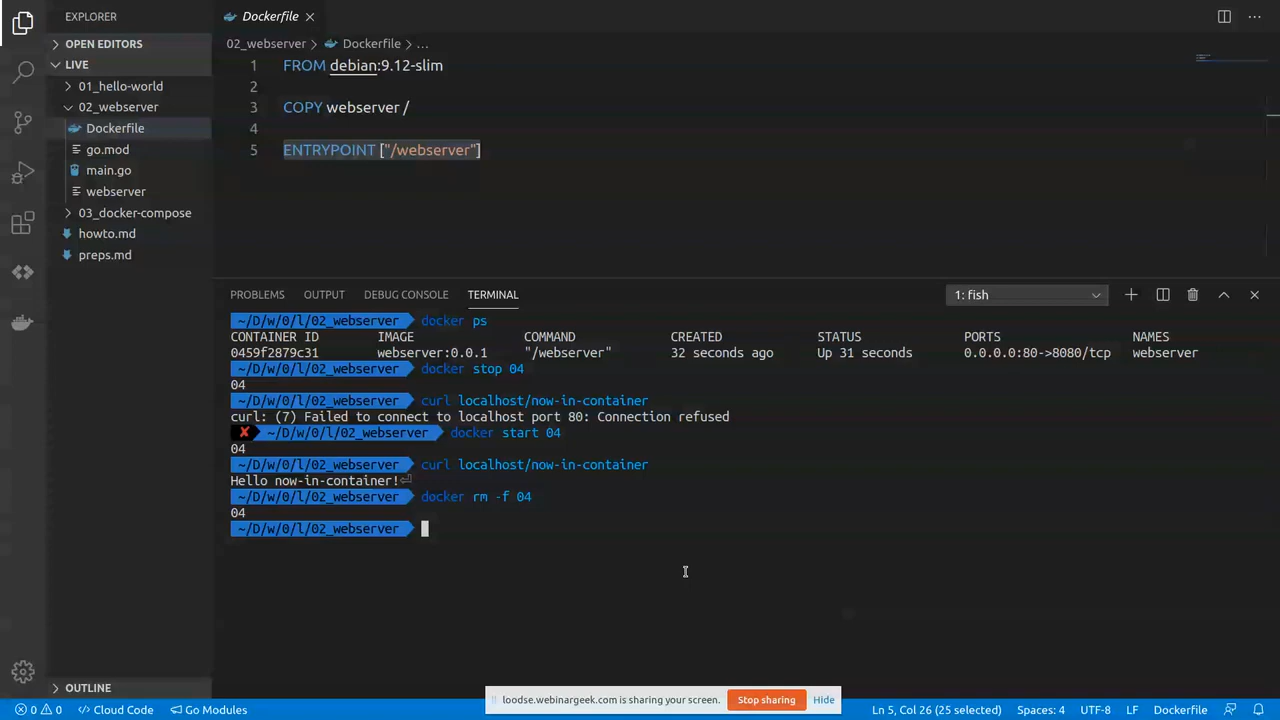 EXPLORER
Dockerfile
OPEN EDITORS
02_webserver > Dockerfile > ...
LIVE
1 FROM debian:9.12-slim
01_hello-world
2
02_webserver
3 COPY webserver /
Dockerfile
4
go.mod
5 ENTRYPOINT ["/webserver"]
main.go
webserver
03_docker-compose
howto.md
preps.md
PROBLEMS OUTPUT DEBUG CONSOLE TERMINAL 1: fish
~/D/w/0/l/02_webserver docker ps
CONTAINER ID IMAGE COMMAND CREATED STATUS PORTS NAMES
0459f2879c31 webserver:0.0.1 "/webserver" 32 seconds ago Up 31 seconds 0.0.0.0:80->8080/tcp webserver
~/D/w/0/l/02_webserver docker stop 04
04
~/D/w/0/l/02_webserver curl localhost/now-in-container
curl: (7) Failed to connect to localhost port 80: Connection refused
✘ ~/D/w/0/l/02_webserver docker start 04
04
~/D/w/0/l/02_webserver curl localhost/now-in-container
Hello now-in-container!⏎
~/D/w/0/l/02_webserver docker rm -f 04
04
~/D/w/0/l/02_webserver
OUTLINE
loodse.webinargeek.com is sharing your screen. Stop sharing Hide
0 0 Cloud Code Go Modules Ln 5, Col 26 (25 selected) Spaces: 4 UTF-8 LF Dockerfile